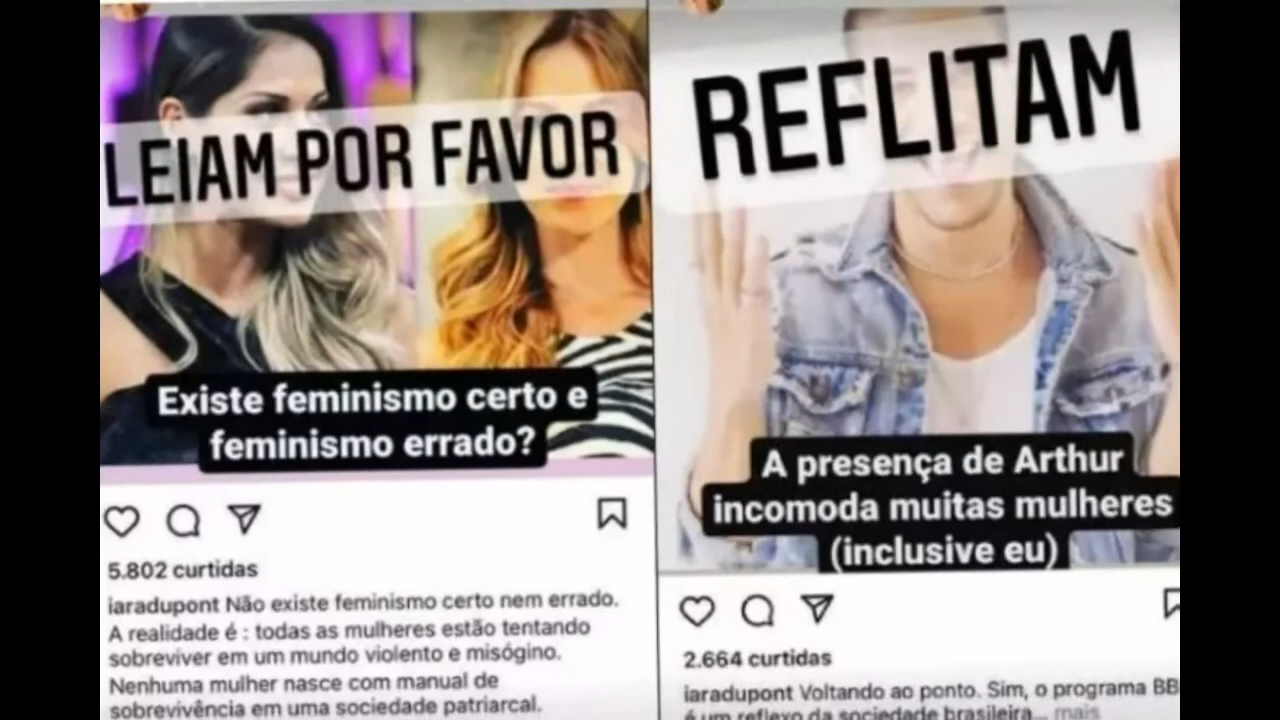 LEIAM POR FAVOR
Existe feminismo certo e
feminismo errado?
5.802 curtidas
iaradupont Não existe feminismo certo nem errado.
A realidade é : todas as mulheres estão tentando
sobreviver em um mundo violento e misógino.
Nenhuma mulher nasce com manual de
sobrevivência em uma sociedade patriarcal.
REFLITAM
A presença de Arthur
incomoda muitas mulheres
(inclusive eu)
2.664 curtidas
iaradupont Voltando ao ponto. Sim, o programa BB
é um reflexo da sociedade brasileira... mais